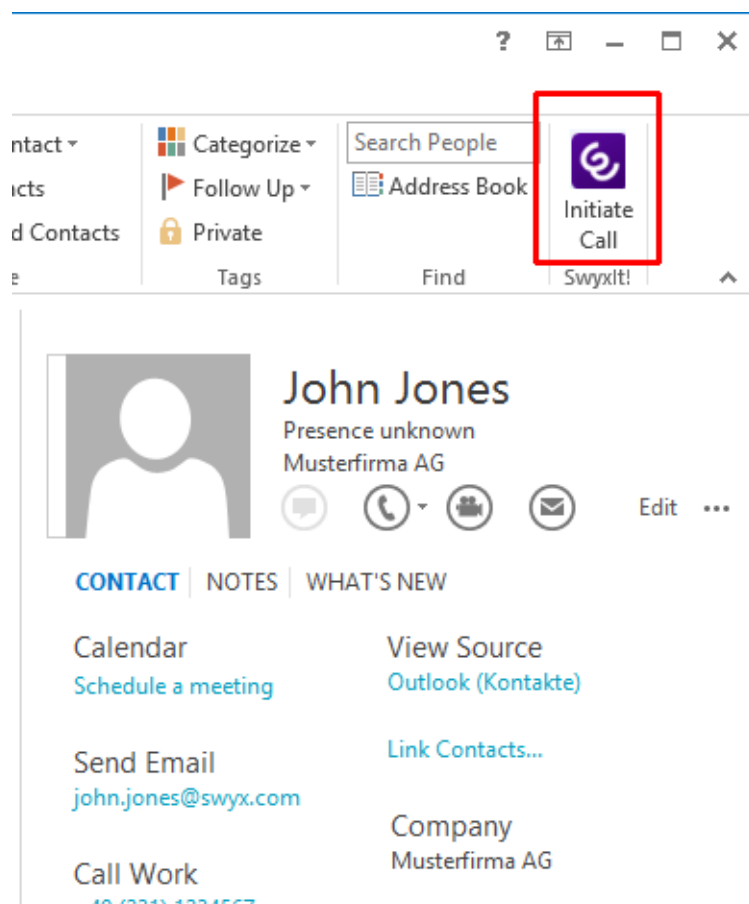 ?
ntact
Categorize
Search People
acts
Follow Up
Address Book
Initiate
Call
d Contacts
Private
e
Tags
Find
SwyxIt!
John Jones
Presence unknown
Musterfirma AG
Edit
CONTACT NOTES WHAT'S NEW
Calendar
Schedule a meeting
View Source
Outlook (Kontakte)
Link Contacts...
Send Email
john.jones@swyx.com
Company
Musterfirma AG
Call Work